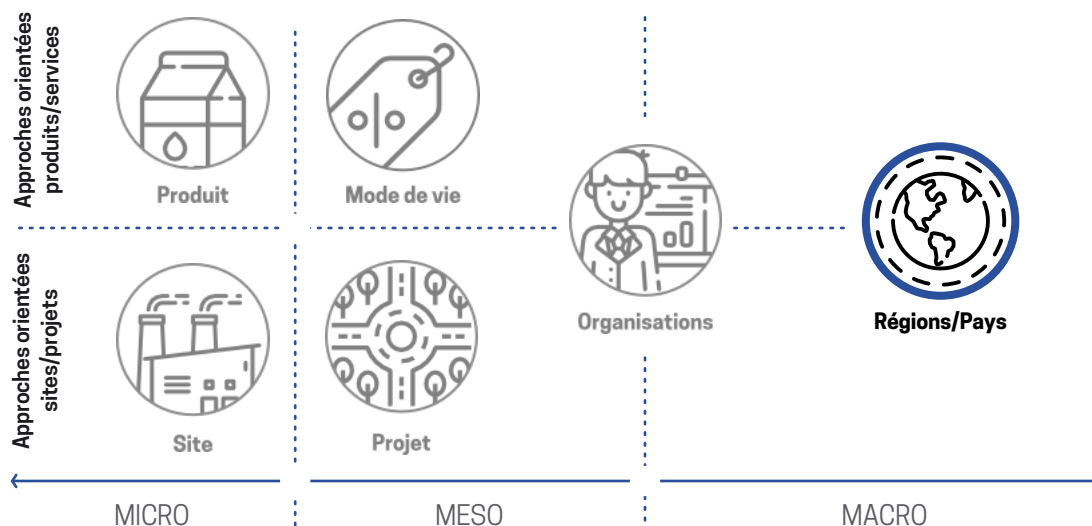 Approches orientées
produits/services
Produit
Mode de vie
Organisations
Régions/Pays
Approches orientées
sites/projets
Site
Projet
MICRO
MESO
MACRO